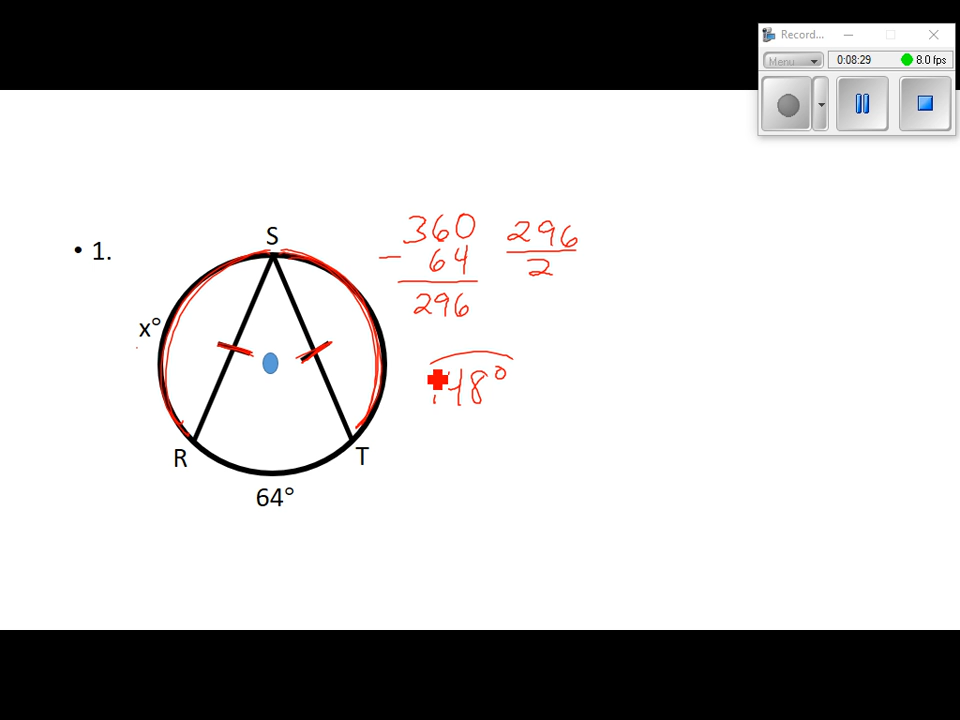 Record...
Menu
0:08:29
8.0 fps
• 1.
S
x°
R
T
64°
360
- 64
296
296
2
148°